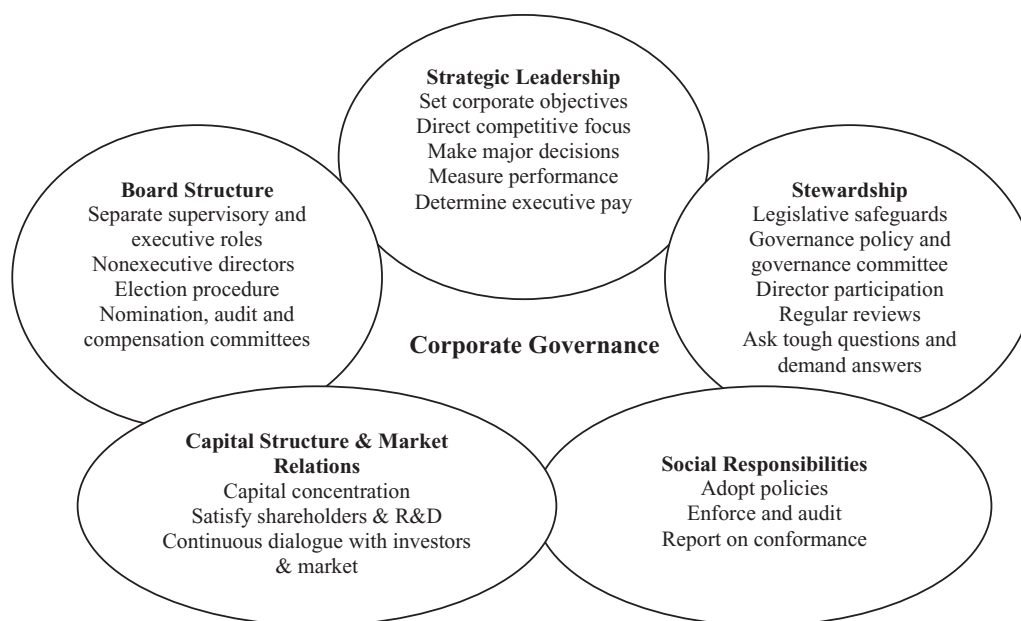 Strategic Leadership
Set corporate objectives
Direct competitive focus
Make major decisions
Measure performance
Determine executive pay
Board Structure
Separate supervisory and
executive roles
Nonexecutive directors
Election procedure
Nomination, audit and
compensation committees
Stewardship
Legislative safeguards
Governance policy and
governance committee
Director participation
Regular reviews
Ask tough questions and
demand answers
Corporate Governance
Capital Structure & Market
Relations
Capital concentration
Satisfy shareholders & R&D
Continuous dialogue with investors
& market
Social Responsibilities
Adopt policies
Enforce and audit
Report on conformance